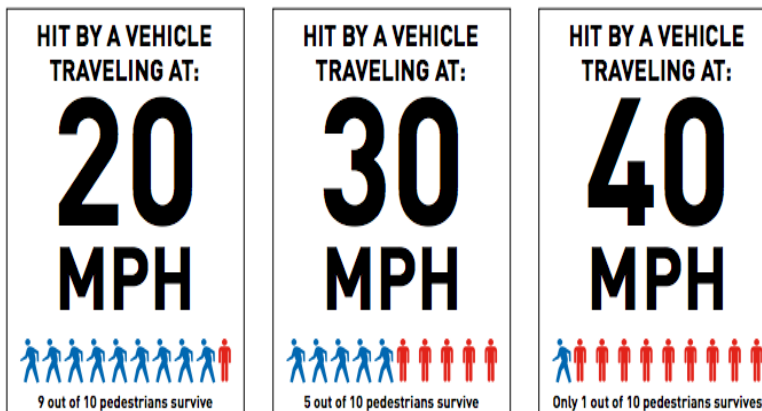 HIT BY A VEHICLE
TRAVELING AT:
20
MPH
9 out of 10 pedestrians survive
HIT BY A VEHICLE
TRAVELING AT:
30
MPH
5 out of 10 pedestrians survive
HIT BY A VEHICLE
TRAVELING AT:
40
MPH
Only 1 out of 10 pedestrians survives